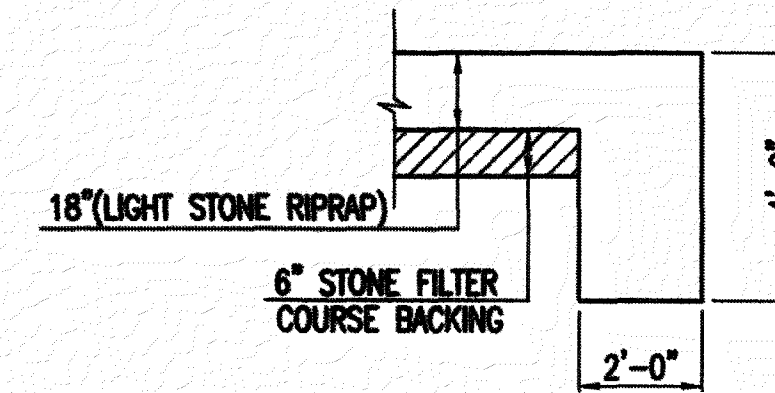 18"(LIGHT STONE RIPRAP)
6" STONE FILTER
COURSE BACKING
2'-0"